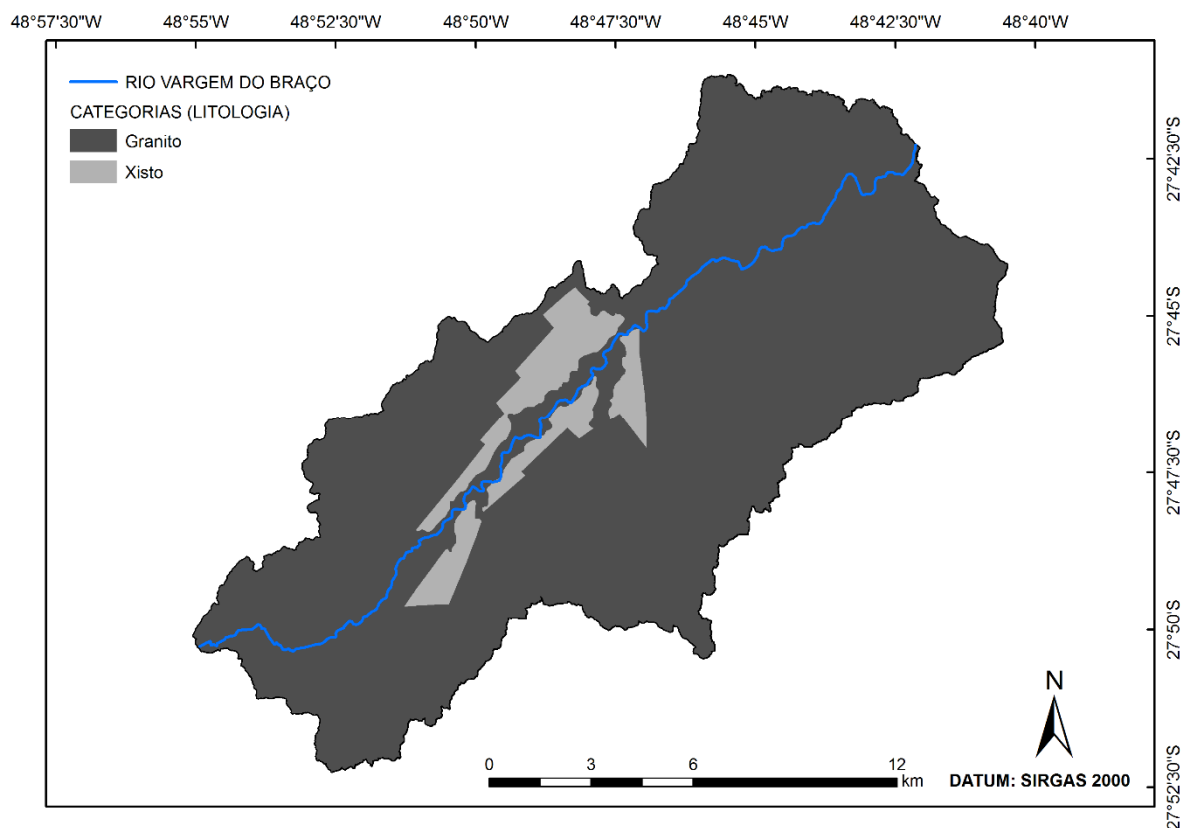 48°57'30"W 48°55'W 48°52'30"W 48°50'W 48°47'30"W 48°45'W 48°42'30"W 48°40'W
RIO VARGEM DO BRAÇO
CATEGORIAS (LITOLOGIA)
Granito
Xisto
27°42'30"S
27°45'S
27°47'30"S
27°50'S
27°52'30"S
N
0 3 6 12
km
DATUM: SIRGAS 2000